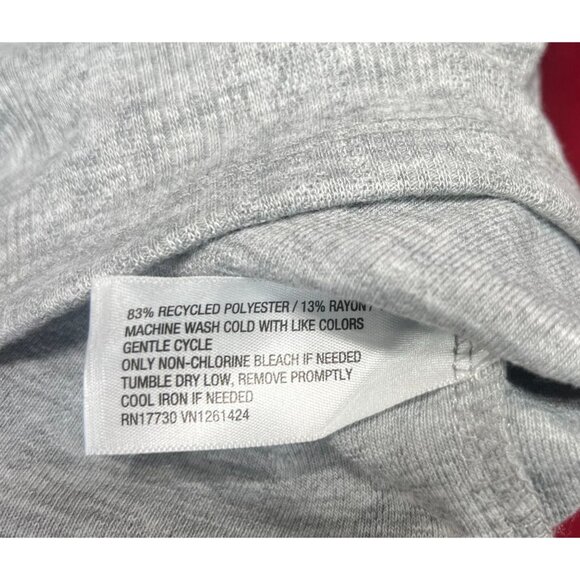 83% RECYCLED POLYESTER / 13% RAYON /
MACHINE WASH COLD WITH LIKE COLORS
GENTLE CYCLE
ONLY NON-CHLORINE BLEACH IF NEEDED
TUMBLE DRY LOW, REMOVE PROMPTLY
COOL IRON IF NEEDED
RN17730 VN1261424